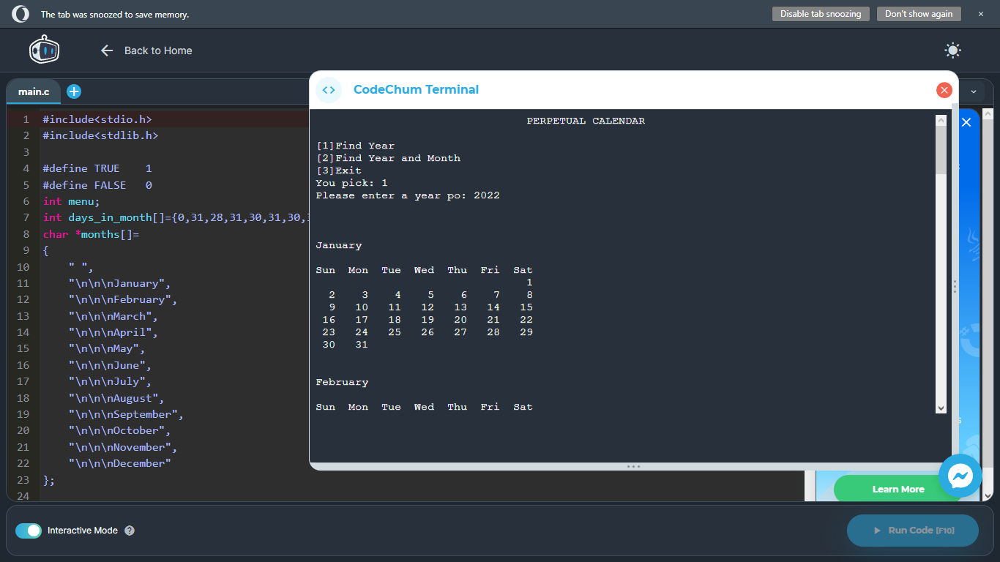 The tab was snoozed to save memory.
Disable tab snoozing
Don't show again
Back to Home
main.c
1 #include<stdio.h>
2 #include<stdlib.h>
3
4 #define TRUE 1
5 #define FALSE 0
6 int menu;
7 int days_in_month[]={0,31,28,31,30,31,30,
8 char *months[]=
9 {
10 " ",
11 "\n\n\nJanuary",
12 "\n\n\nFebruary",
13 "\n\n\nMarch",
14 "\n\n\nApril",
15 "\n\n\nMay",
16 "\n\n\nJune",
17 "\n\n\nJuly",
18 "\n\n\nAugust",
19 "\n\n\nSeptember",
20 "\n\n\nOctober",
21 "\n\n\nNovember",
22 "\n\n\nDecember"
23 };
24
CodeChum Terminal
PERPETUAL CALENDAR
[1]Find Year
[2]Find Year and Month
[3]Exit
You pick: 1
Please enter a year po: 2022
January
Sun Mon Tue Wed Thu Fri Sat
1
2 3 4 5 6 7 8
9 10 11 12 13 14 15
16 17 18 19 20 21 22
23 24 25 26 27 28 29
30 31
February
Sun Mon Tue Wed Thu Fri Sat
Learn More
Interactive Mode
Run Code [F10]